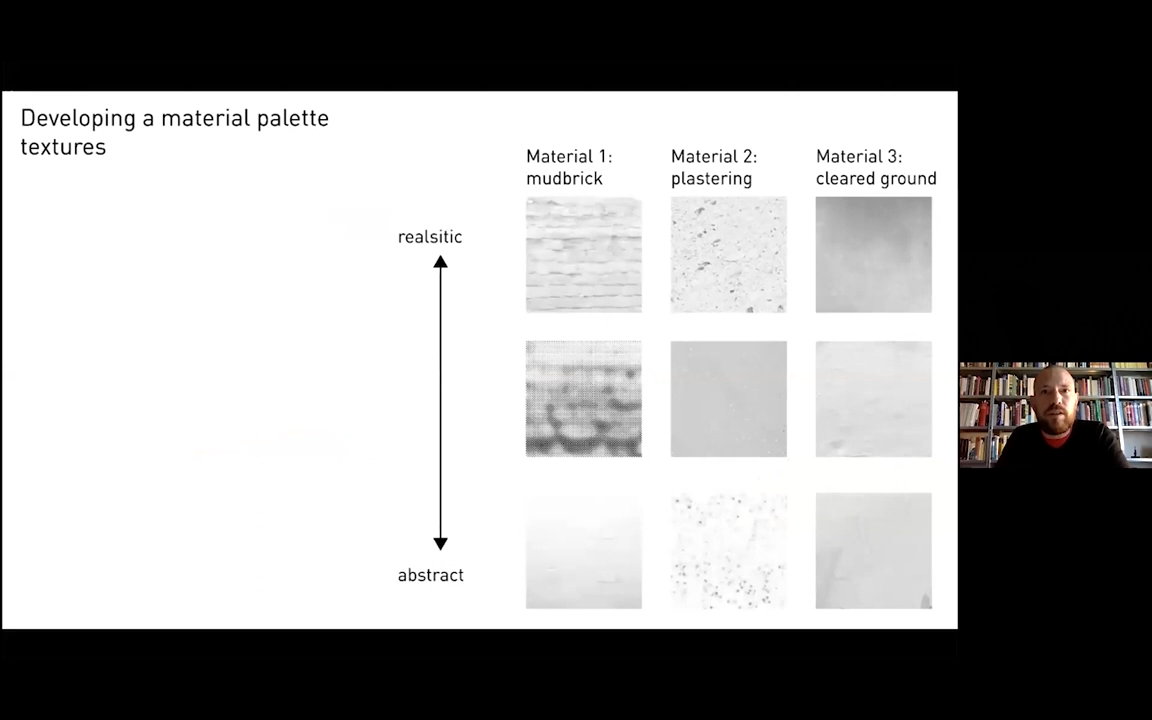 Developing a material palette
textures
Material 1:
mudbrick
Material 2:
plastering
Material 3:
cleared ground
realsitic
abstract